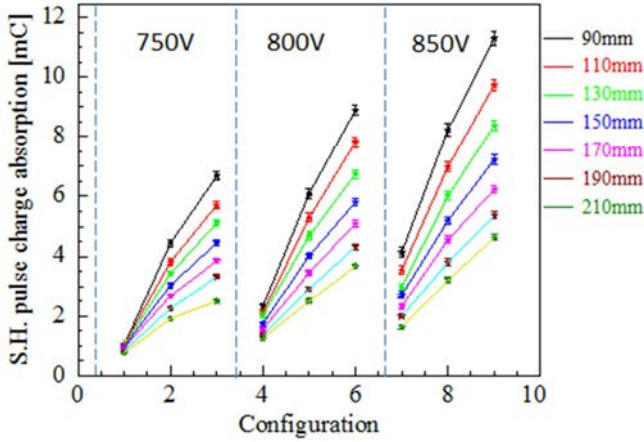 S.H. pulse charge absorption [mC]
12
10
8
6
4
2
0
750V
800V
850V
90mm
110mm
130mm
150mm
170mm
190mm
210mm
0
2
4
6
8
10
Configuration